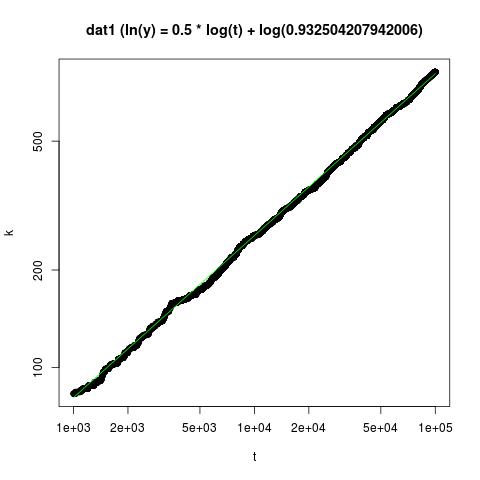 dat1 (ln(y) = 0.5 * log(t) + log(0.932504207942006)
500
200
100
k
1e+03 2e+03 5e+03 1e+04 2e+04 5e+04 1e+05
t